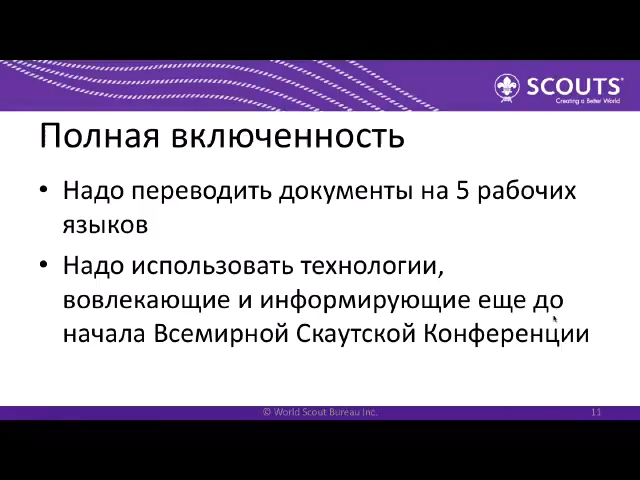 SCOUTS
Creating a Better World
Полная включенность
• Надо переводить документы на 5 рабочих
языков
• Надо использовать технологии,
вовлекающие и информирующие еще до
начала Всемирной Скаутской Конференции
© World Scout Bureau Inc.
11